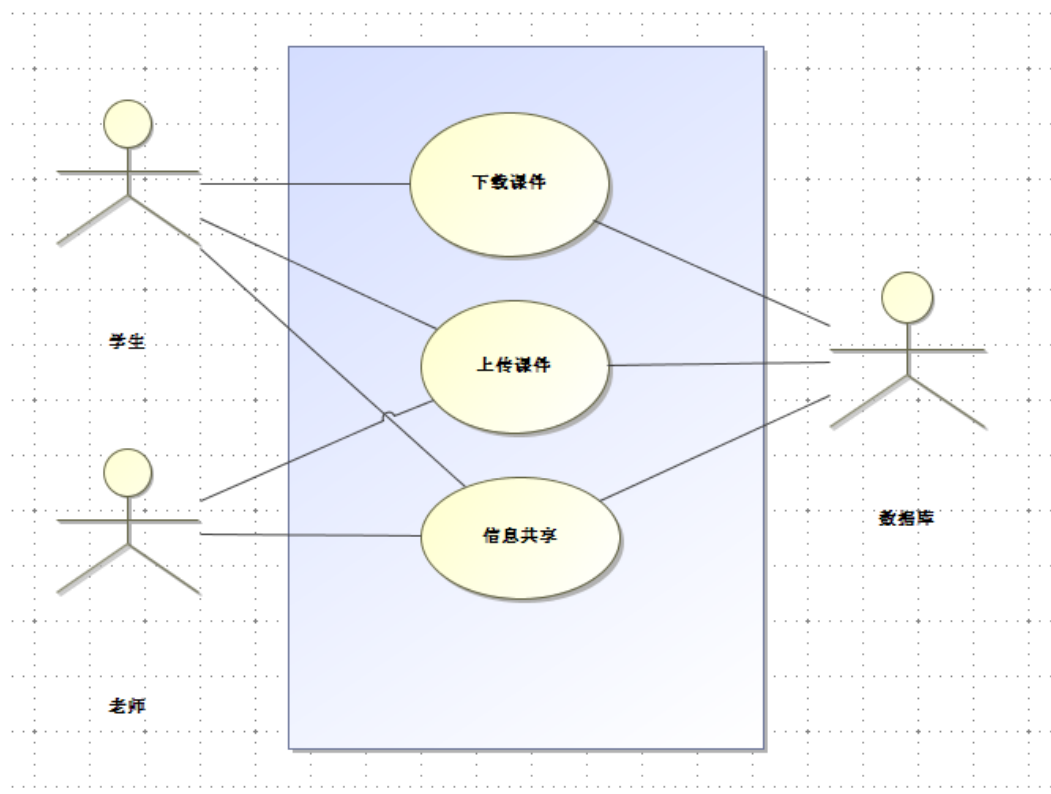 下载课件
学生
上传课件
数据库
信息共享
老师